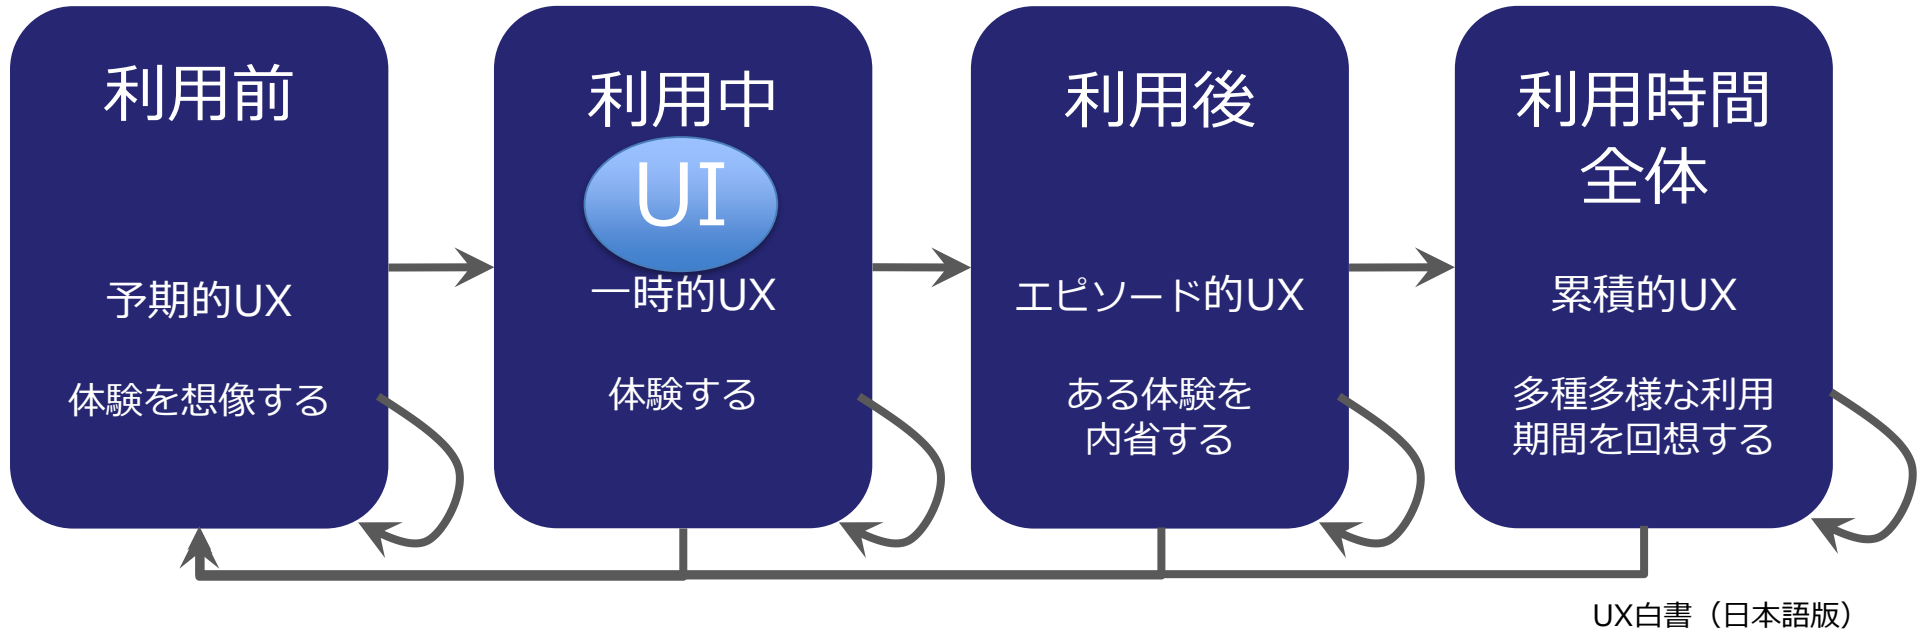 利用前
予期的UX
体験を想像する
利用中
UI
一時的UX
体験する
利用後
エピソード的UX
ある体験を
内省する
利用時間
全体
累積的UX
多種多様な利用
期間を回想する
UX白書（日本語版）